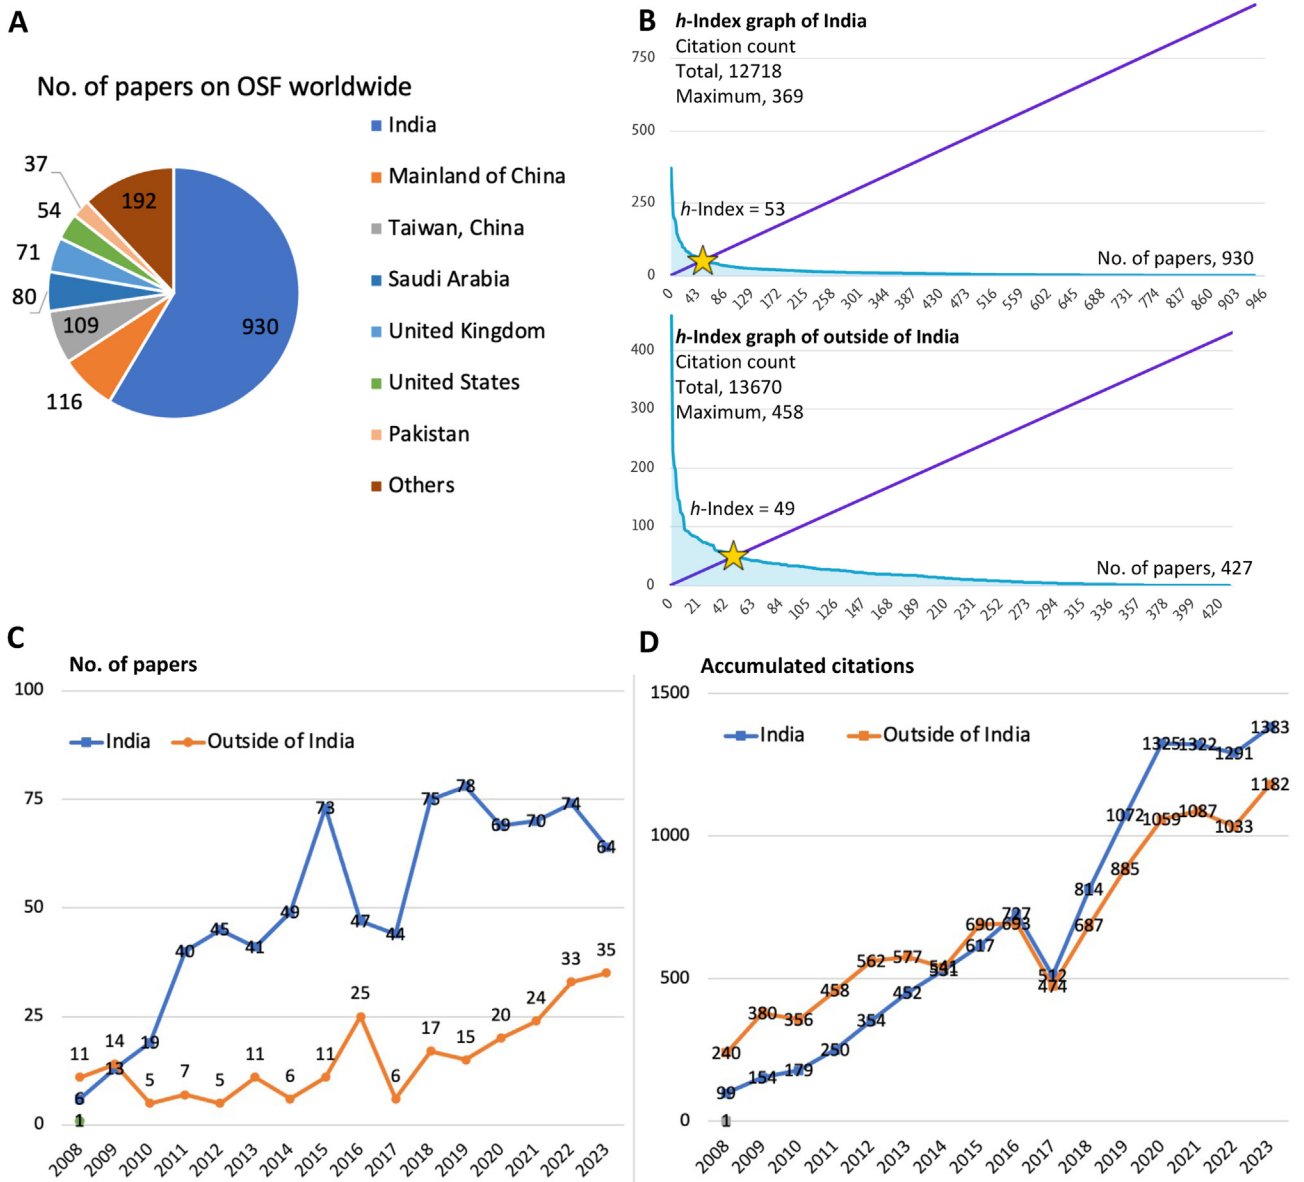 A
No. of papers on OSF worldwide
India
Mainland of China
Taiwan, China
Saudi Arabia
United Kingdom
United States
Pakistan
Others
930
116
109
80
71
54
37
192
B
h-Index graph of India
Citation count
Total, 12718
Maximum, 369
750
500
250
0
h-Index = 53
No. of papers, 930
0 43 86 129 172 215 258 301 344 387 430 473 516 559 602 645 688 731 774 817 860 903 946
h-Index graph of outside of India
Citation count
Total, 13670
Maximum, 458
400
300
200
100
0
h-Index = 49
No. of papers, 427
0 21 42 63 84 105 126 147 168 189 210 231 252 273 294 315 336 357 378 399 420
C
No. of papers
100
75
50
25
0
India Outside of India
6 13 19 40 45 41 49 73 47 44 75 78 69 70 74 64
11 14 5 7 5 11 6 11 25 6 17 15 20 24 33 35
1
2008 2009 2010 2011 2012 2013 2014 2015 2016 2017 2018 2019 2020 2021 2022 2023
D
Accumulated citations
1500
1000
500
0
India Outside of India
99 154 179 250 354 452 531 617 727 512 814 1072 1325 1322 1291 1383
240 380 356 458 562 577 541 690 693 474 687 885 1059 1087 1033 1182
1
2008 2009 2010 2011 2012 2013 2014 2015 2016 2017 2018 2019 2020 2021 2022 2023